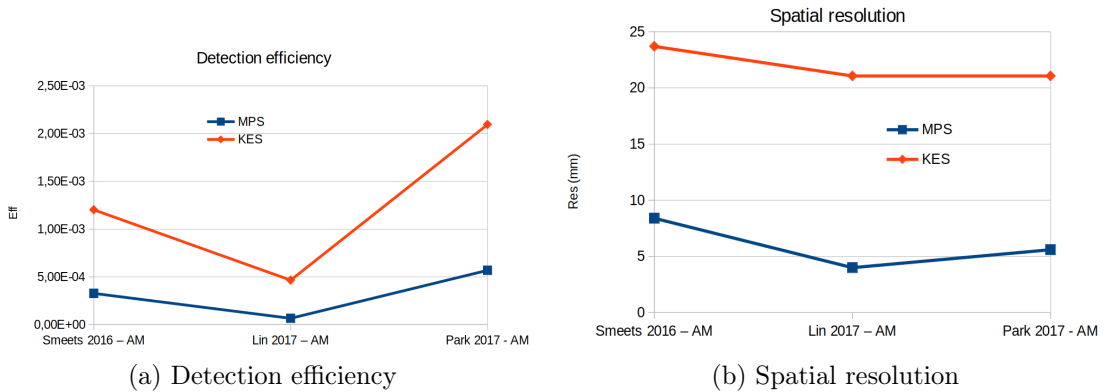 Detection efficiency
2,50E-03
2,00E-03
1,50E-03
1,00E-03
5,00E-04
0,00E+00
Eff
MPS
KES
Smeets 2016 – AM
Lin 2017 – AM
Park 2017 - AM
(a) Detection efficiency
Spatial resolution
25
20
15
10
5
0
Res (mm)
MPS
KES
Smeets 2016 – AM
Lin 2017 – AM
Park 2017 - AM
(b) Spatial resolution